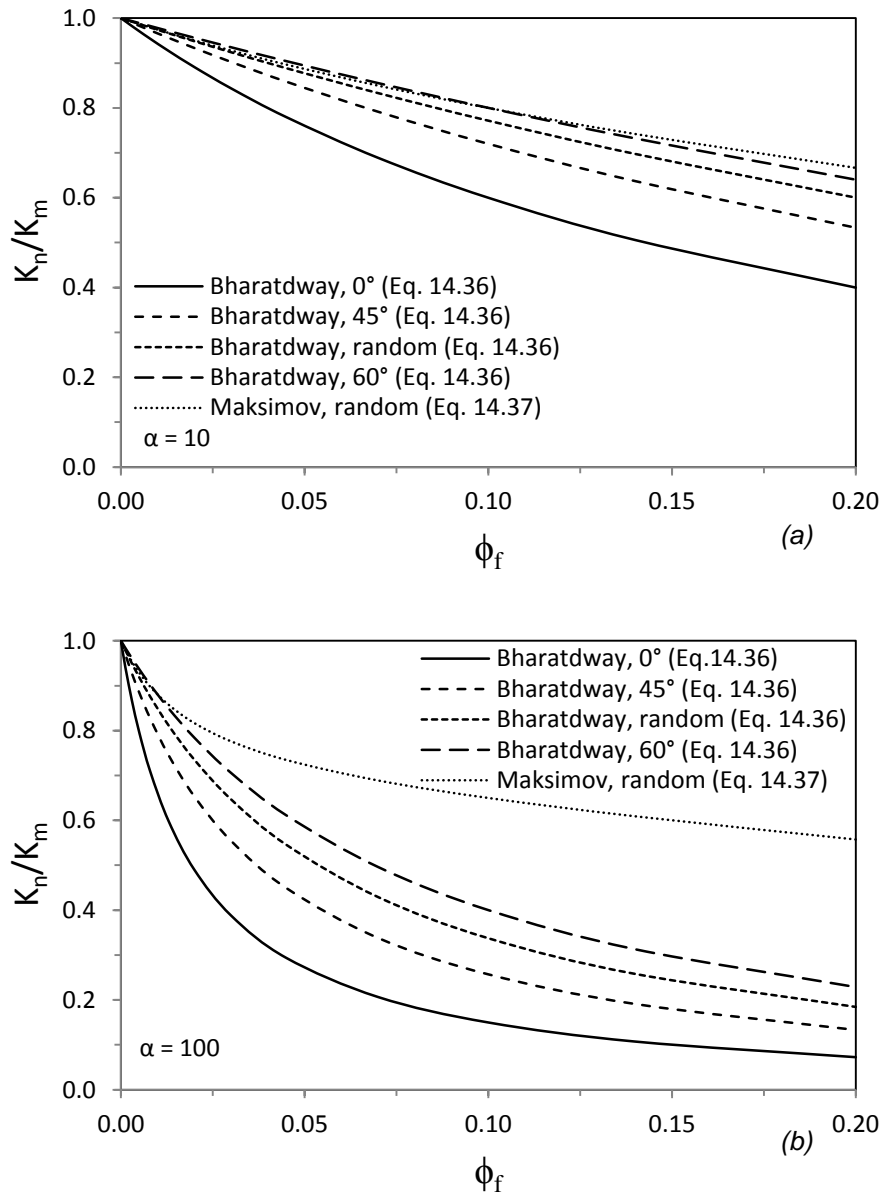 1.0
0.8
0.6
0.4
0.2
0.0
Kn/Km
Bharatdway, 0° (Eq. 14.36)
Bharatdway, 45° (Eq. 14.36)
Bharatdway, random (Eq. 14.36)
Bharatdway, 60° (Eq. 14.36)
Maksimov, random (Eq. 14.37)
α = 10
0.00 0.05 0.10 0.15 0.20
(a)
ϕf
1.0
0.8
0.6
0.4
0.2
0.0
Kn/Km
Bharatdway, 0° (Eq.14.36)
Bharatdway, 45° (Eq. 14.36)
Bharatdway, random (Eq. 14.36)
Bharatdway, 60° (Eq. 14.36)
Maksimov, random (Eq. 14.37)
α = 100
0.00 0.05 0.10 0.15 0.20
(b)
ϕf